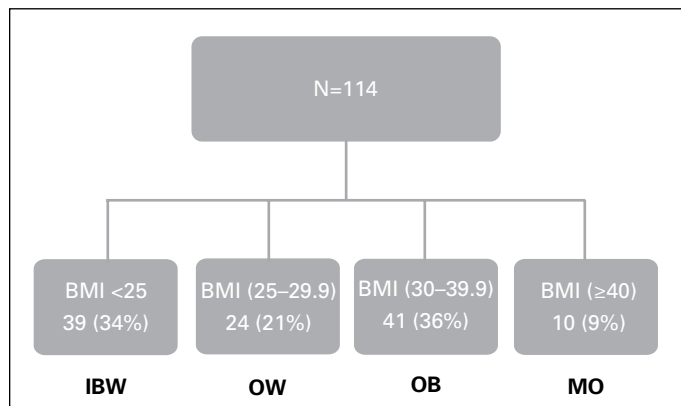 N=114
BMI <25
39 (34%)
BMI (25–29.9)
24 (21%)
BMI (30–39.9)
41 (36%)
BMI (≥40)
10 (9%)
IBW
OW
OB
MO